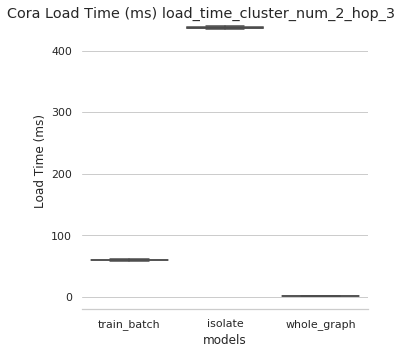 Cora Load Time (ms) load_time_cluster_num_2_hop_3
400
300
200
100
0
Load Time (ms)
train_batch isolate whole_graph
models